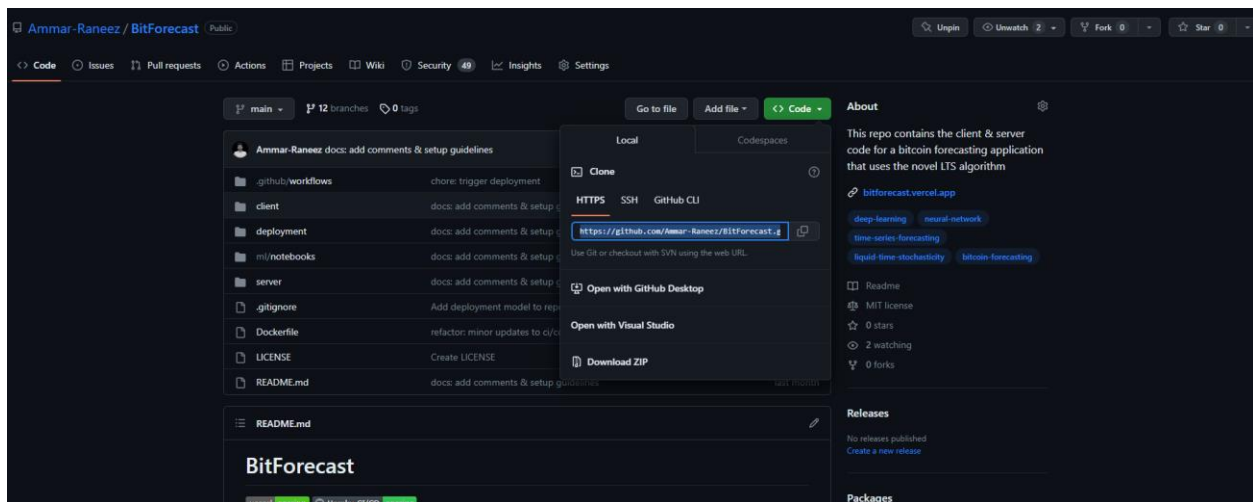 Ammar-Raneez / BitForecast Public
Unpin Unwatch 2 Fork 0 Star 0
<> Code Issues Pull requests Actions Projects Wiki Security 49 Insights Settings
main 12 branches 0 tags
Go to file Add file <> Code
Ammar-Raneez docs: add comments & setup guidelines
.github/workflows chore: trigger deployment
client docs: add comments & setup g
deployment docs: add comments & setup g
ml/notebooks docs: add comments & setup g
server docs: add comments & setup g
.gitignore Add deployment model to rep
Dockerfile refactor: minor updates to ci/c
LICENSE Create LICENSE
README.md docs: add comments & setup guidelines last month
Local Codespaces
Clone
HTTPS SSH GitHub CLI
https://github.com/Ammar-Raneez/BitForecast.g
Use Git or checkout with SVN using the web URL.
Open with GitHub Desktop
Open with Visual Studio
Download ZIP
README.md
BitForecast
About
This repo contains the client & server
code for a bitcoin forecasting application
that uses the novel LTS algorithm
bitforecast.vercel.app
deep-learning neural-network
time-series-forecasting
liquid-time-stochasticity bitcoin-forecasting
Readme
MIT license
0 stars
2 watching
0 forks
Releases
No releases published
Create a new release
Packages